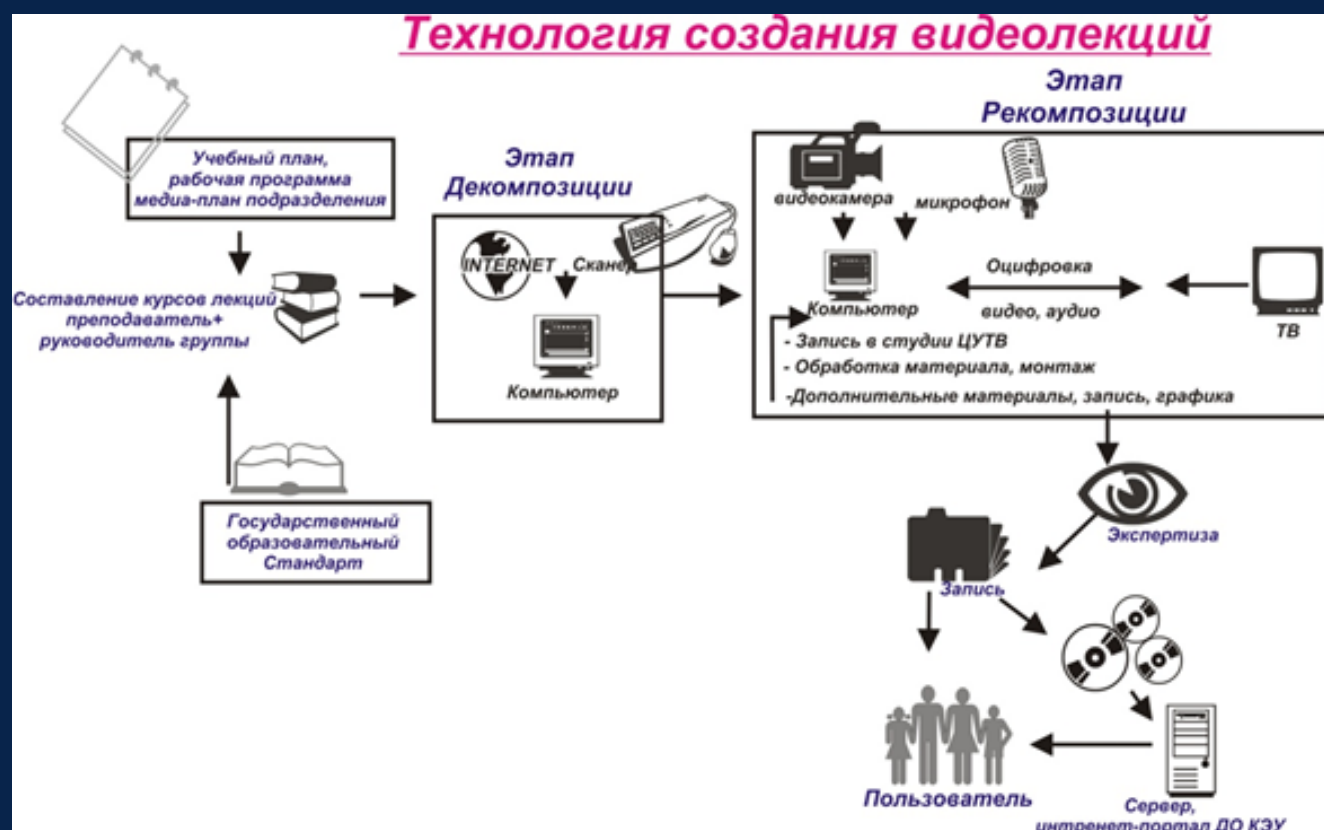 Технология создания видеолекций
Учебный план,
рабочая программа
медиа-план подразделения
Составление курсов лекций
преподаватель+
руководитель группы
Государственный
образовательный
Стандарт
Этап
Декомпозиции
INTERNET
Сканер
Компьютер
Этап
Рекомпозиции
видеокамера
микрофон
Компьютер
Оцифровка
видео, аудио
ТВ
- Запись в студии ЦУТВ
- Обработка материала, монтаж
-Дополнительные материалы, запись, графика
Экспертиза
Запись
Пользователь
Сервер,
интренет-портал ДО КЭУ